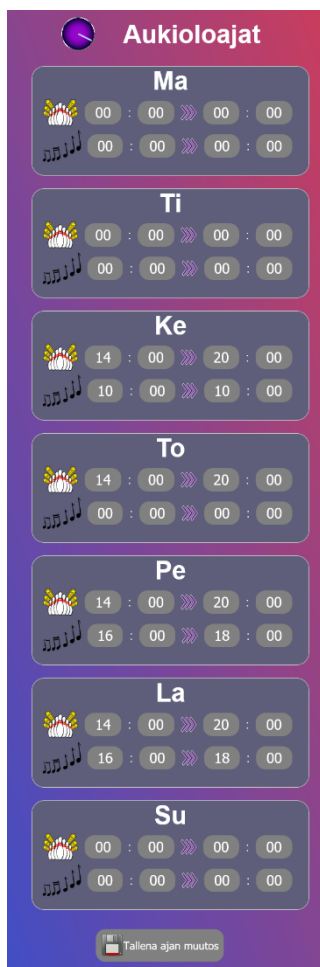 Aukioloajat
Ma
00 : 00 00 : 00
00 : 00 00 : 00
Ti
00 : 00 00 : 00
00 : 00 00 : 00
Ke
14 : 00 20 : 00
10 : 00 10 : 00
To
14 : 00 20 : 00
00 : 00 00 : 00
Pe
14 : 00 20 : 00
16 : 00 18 : 00
La
14 : 00 20 : 00
16 : 00 18 : 00
Su
00 : 00 00 : 00
00 : 00 00 : 00
Tallena ajan muutos